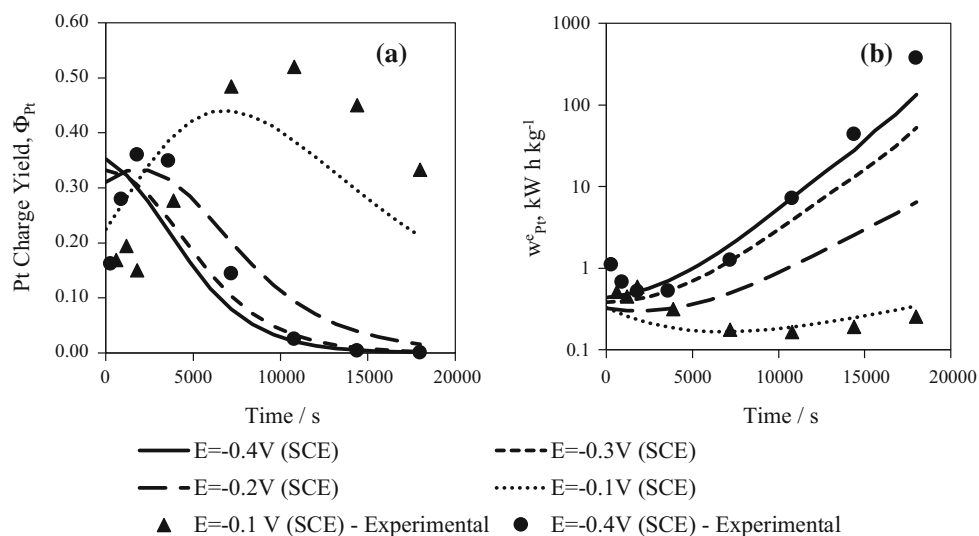 (a)
Pt Charge Yield, ΦPt
0.60
0.50
0.40
0.30
0.20
0.10
0.00
0 5000 10000 15000 20000
Time / s
(b)
wePt, kW h kg-1
1000
100
10
1
0.1
0 5000 10000 15000 20000
Time / s
E=-0.4V (SCE) E=-0.3V (SCE)
E=-0.2V (SCE) E=-0.1V (SCE)
E=-0.1 V (SCE) - Experimental E=-0.4V (SCE) - Experimental